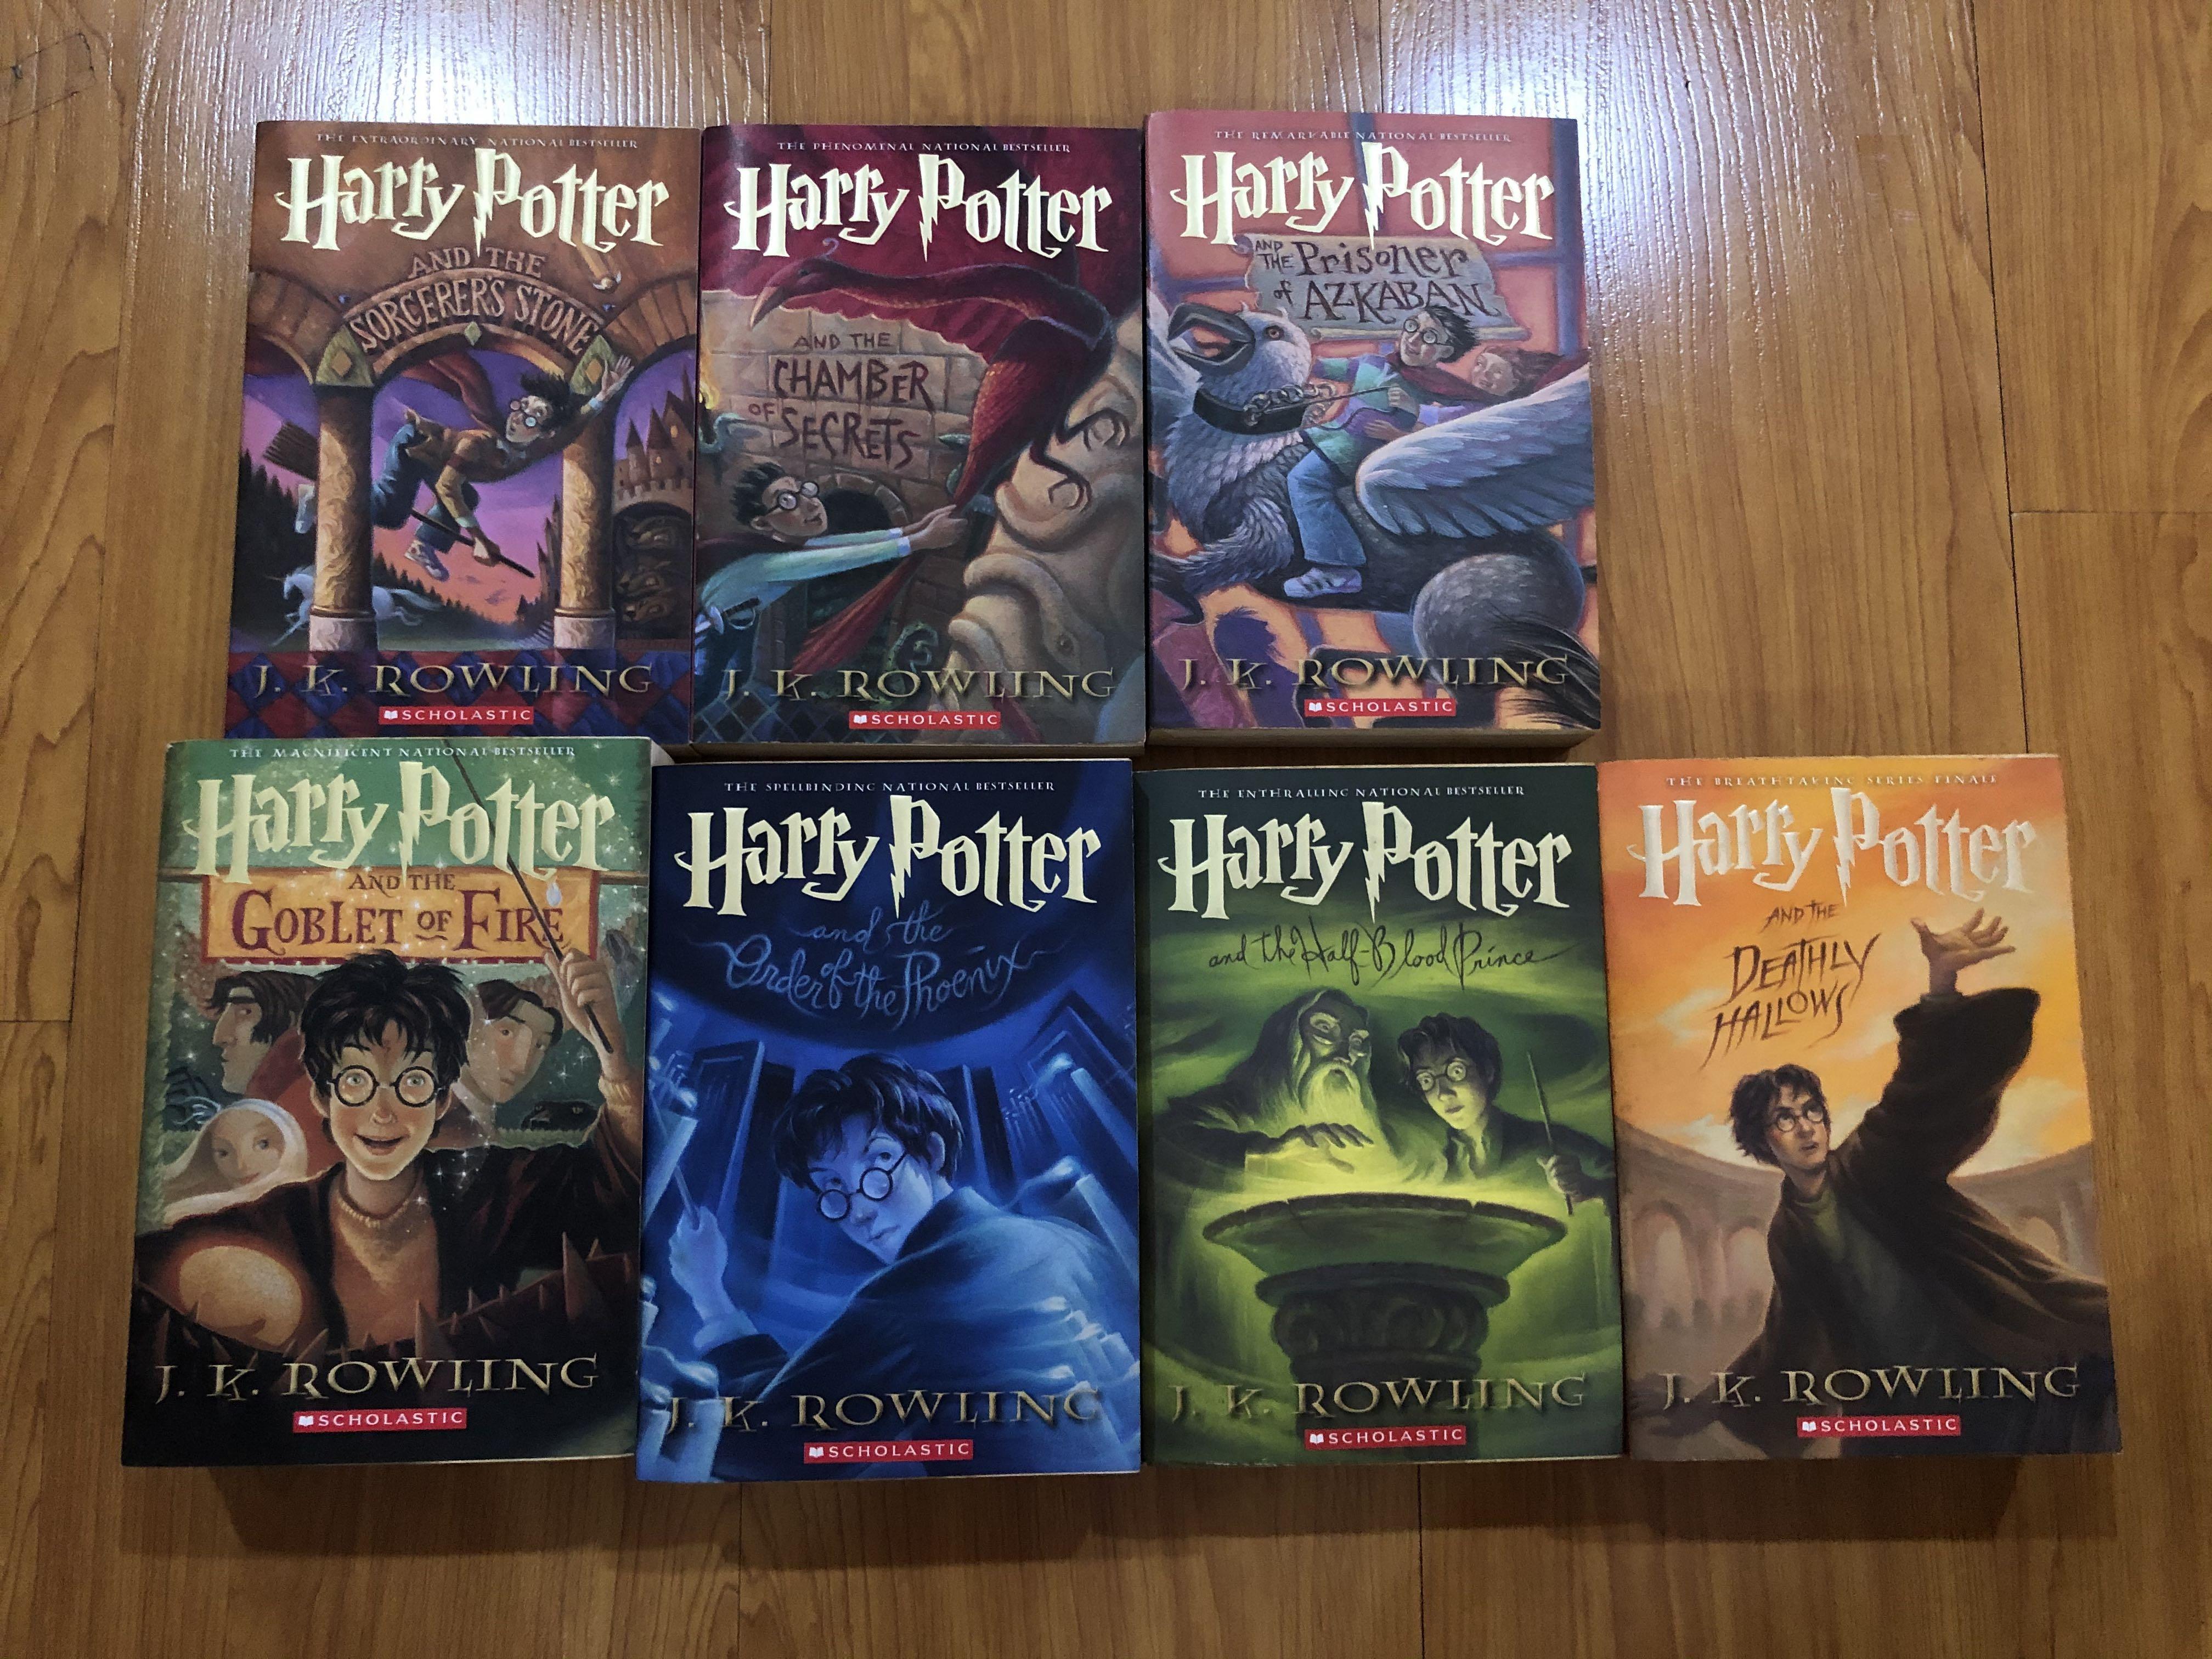 THE EXTRAORDINARY NATIONAL BESTSELLER
Harry Potter
AND THE
SORCERER'S STONE
J. K. ROWLING
SCHOLASTIC
THE PHENOMENAL NATIONAL BESTSELLER
Harry Potter
AND THE
CHAMBER
OF SECRETS
J. K. ROWLING
SCHOLASTIC
THE REMARKABLE NATIONAL BESTSELLER
Harry Potter
AND THE Prisoner
of AZKABAN
J. K. ROWLING
SCHOLASTIC
THE MAGNIFICENT NATIONAL BESTSELLER
Harry Potter
AND THE
GOBLET OF FIRE
J. K. ROWLING
SCHOLASTIC
THE SPELLBINDING NATIONAL BESTSELLER
Harry Potter
and the
Order of the Phoenix
J. K. ROWLING
SCHOLASTIC
THE ENTHRALLING NATIONAL BESTSELLER
Harry Potter
and the Half-Blood Prince
J. K. ROWLING
SCHOLASTIC
THE BREATHTAKING SERIES FINALE
Harry Potter
AND THE
DEATHLY
HALLOWS
J. K. ROWLING
SCHOLASTIC